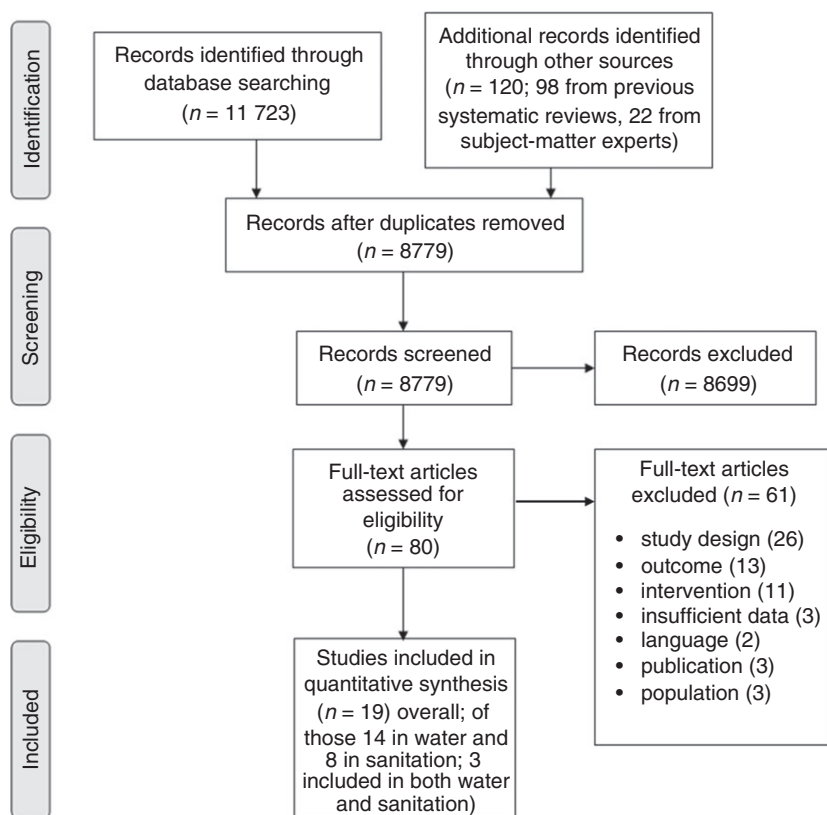 Identification
Records identified through
database searching
(n = 11 723)
Additional records identified
through other sources
(n = 120; 98 from previous
systematic reviews, 22 from
subject-matter experts)
Records after duplicates removed
(n = 8779)
Screening
Records screened
(n = 8779)
Records excluded
(n = 8699)
Eligibility
Full-text articles
assessed for
eligibility
(n = 80)
Full-text articles
excluded (n = 61)
• study design (26)
• outcome (13)
• intervention (11)
• insufficient data (3)
• language (2)
• publication (3)
• population (3)
Included
Studies included in
quantitative synthesis
(n = 19) overall; of
those 14 in water and
8 in sanitation; 3
included in both water
and sanitation)